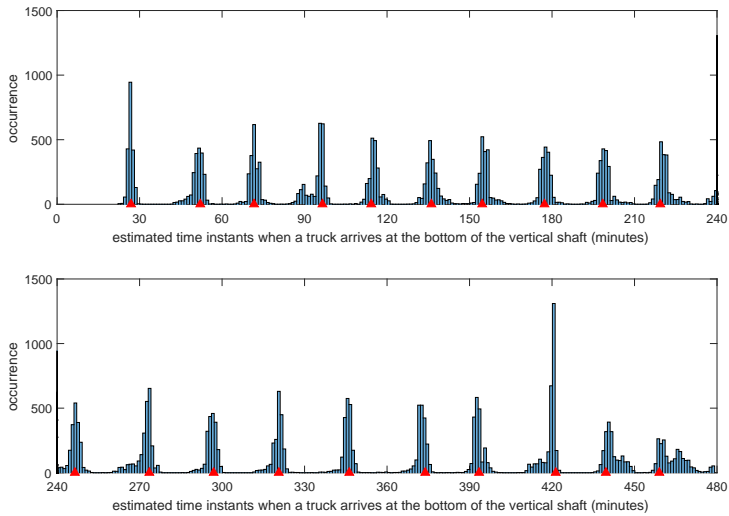 1500
1000
500
0
occurrence
0 30 60 90 120 150 180 210 240
estimated time instants when a truck arrives at the bottom of the vertical shaft (minutes)
1500
1000
500
0
occurrence
240 270 300 330 360 390 420 450 480
estimated time instants when a truck arrives at the bottom of the vertical shaft (minutes)